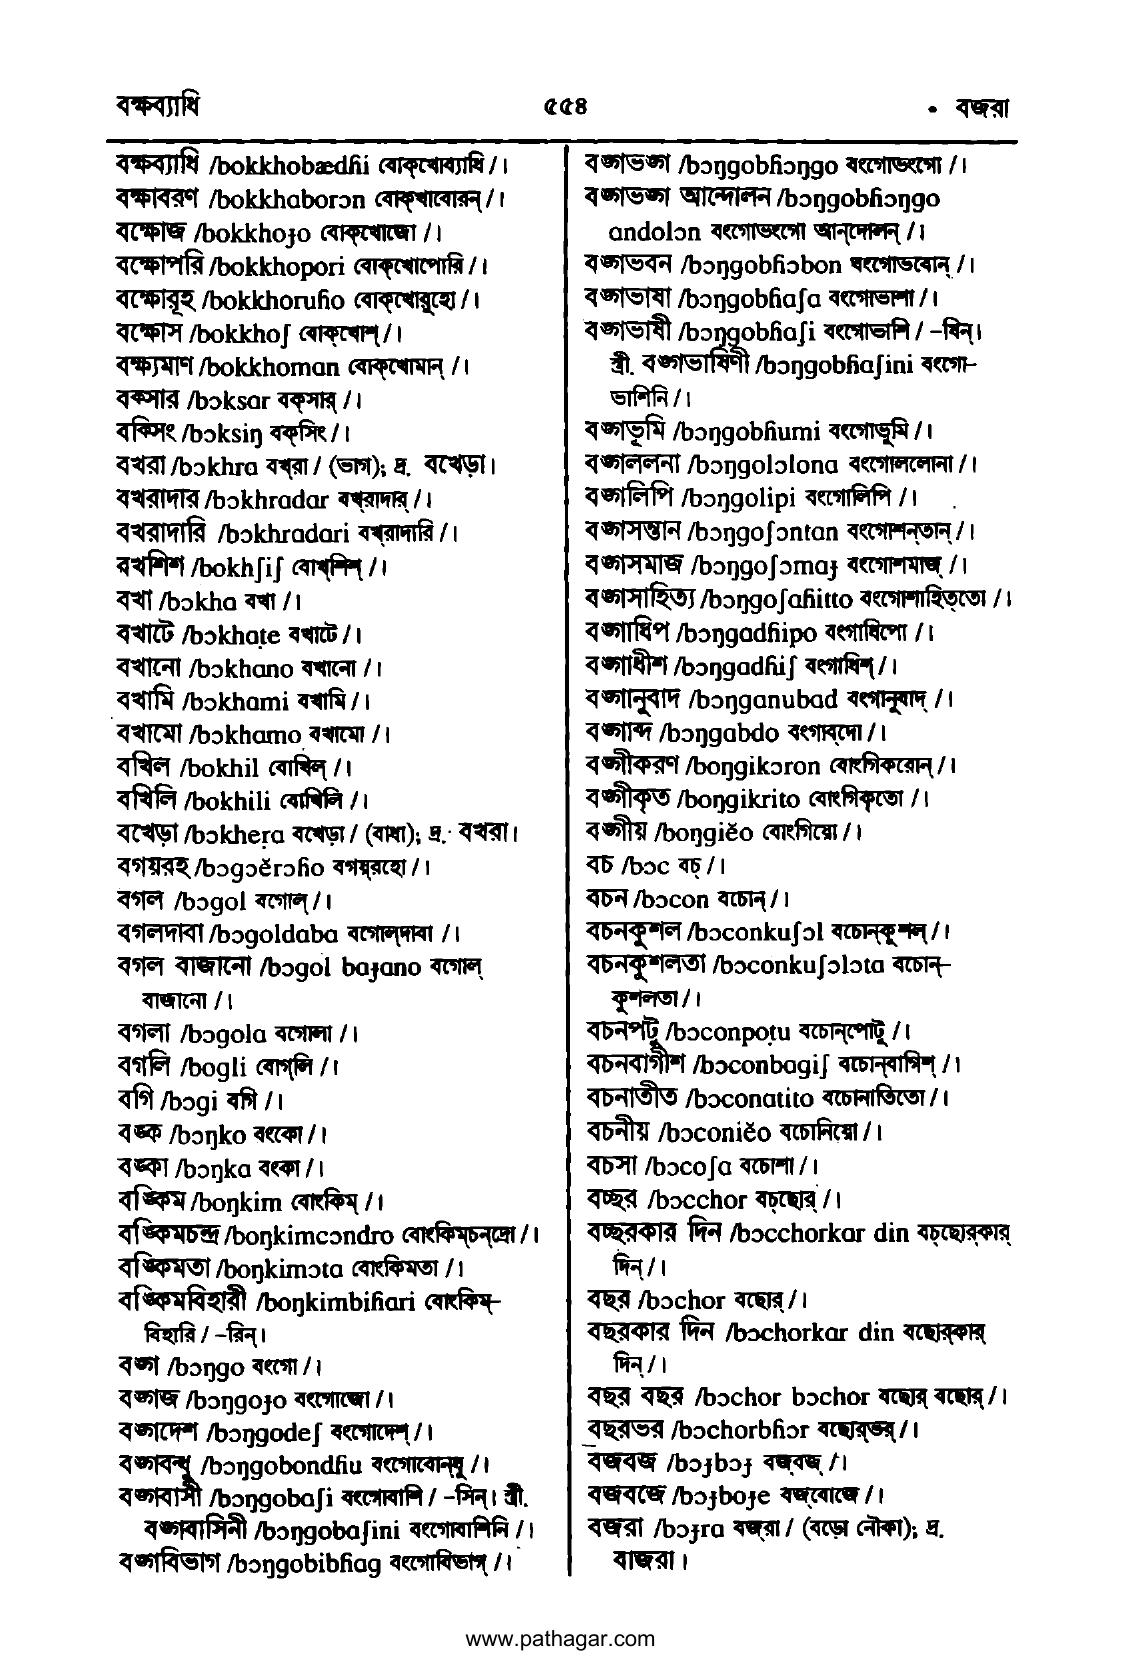 বক্ষব্যাধি ৫৫৪ বজরা
বক্ষব্যাধি /bokkhobædɦi বোক্‌খোব্যাধি / ।
বক্ষাবরণ /bokkhaborɔn বোক্‌খাবোরন্ / ।
বক্ষোজ /bokkhoɟo বোক্‌খোজো / ।
বক্ষোপরি /bokkhopori বোক্‌খোপোরি / ।
বক্ষোরূহ /bokkhoruɦo বোক্‌খোরুহো / ।
বক্ষোস /bokkhoʃ বোক্‌খোশ্ / ।
বক্ষ্যমাণ /bokkhoman বোক্‌খোমান্ / ।
বক্সার /bɔksar বক্‌সার্ / ।
বক্সিং /bɔksiŋ বক্‌সিং / ।
বখরা /bɔkhra বখ্‌রা / (ভাগ); দ্র. বখেড়া।
বখরাদার /bɔkhradar বখ্‌রাদার্ / ।
বখরাদারি /bɔkhradari বখ্‌রাদারি / ।
বখশিশ /bokhʃiʃ বোখ্‌শিশ্ / ।
বখা /bɔkha বখা / ।
বখাটে /bɔkhaṭe বখাটে / ।
বখানো /bɔkhano বখানো / ।
বখামি /bɔkhami বখামি / ।
বখামো /bɔkhamo বখামো / ।
বখিল /bokhil বোখিল্ / ।
বখিলি /bokhili বোখিলি / ।
বখেড়া /bɔkheṛa বখেড়া / (বাধা); দ্র. বখরা।
বগয়রহ /bɔgɔĕrɔɦo বগয়্‌রহো / ।
বগল /bɔgol বগোল্ / ।
বগলদাবা /bɔgoldaba বগোল্‌দাবা / ।
বগল বাজানো /bɔgol baɟano বগোল্
বাজানো / ।
বগলা /bɔgola বগোলা / ।
বগলি /bogli বোগ্‌লি / ।
বগি /bɔgi বগি / ।
বঙ্ক /bɔŋko বংকো / ।
বঙ্কা /bɔŋka বংকা / ।
বঙ্কিম /boŋkim বোংকিম্ / ।
বঙ্কিমচন্দ্র /boŋkimcɔndro বোংকিম্‌চন্‌দ্রো / ।
বঙ্কিমতা /boŋkimɔta বোংকিমতা / ।
বঙ্কিমবিহারী /boŋkimbiɦari বোংকিম্-
বিহারি / -রিন্।
বঙ্গ /bɔŋgo বংগো / ।
বঙ্গজ /bɔŋgoɟo বংগোজো / ।
বঙ্গদেশ /bɔŋgodeʃ বংগোদেশ্ / ।
বঙ্গবন্ধু /bɔŋgobondɦu বংগোবোন্‌ধু / ।
বঙ্গবাসী /bɔŋgobaʃi বংগোবাশি / -সিন্। স্ত্রী.
বঙ্গবাসিনী /bɔŋgobaʃini বংগোবাশিনি / ।
বঙ্গবিভাগ /bɔŋgobibɦag বংগোবিভাগ্ / ।
বঙ্গভঙ্গ /bɔŋgobɦɔŋgo বংগোভংগো / ।
বঙ্গভঙ্গ আন্দোলন /bɔŋgobɦɔŋgo
andolɔn বংগোভংগো আন্‌দোলন্ / ।
বঙ্গভবন /bɔŋgobɦɔbon বংগোভবোন্ / ।
বঙ্গভাষা /bɔŋgobɦaʃa বংগোভাশা / ।
বঙ্গভাষী /bɔŋgobɦaʃi বংগোভাশি / -ষিন্।
স্ত্রী. বঙ্গভাষিণী /bɔŋgobɦaʃini বংগো-
ভাশিনি / ।
বঙ্গভূমি /bɔŋgobɦumi বংগোভুমি / ।
বঙ্গললনা /bɔŋgolɔlona বংগোললোনা / ।
বঙ্গলিপি /bɔŋgolipi বংগোলিপি / ।
বঙ্গসন্তান /bɔŋgoʃɔntan বংগোশন্‌তান্ / ।
বঙ্গসমাজ /bɔŋgoʃɔmaɟ বংগোশমাজ্ / ।
বঙ্গসাহিত্য /bɔŋgoʃaɦitto বংগোশাহিত্‌তো / ।
বঙ্গাধিপ /bɔŋgadɦipo বংগাধিপো / ।
বঙ্গাধীশ /bɔŋgadɦiʃ বংগাধিশ্ / ।
বঙ্গানুবাদ /bɔŋganubad বংগানুবাদ্ / ।
বঙ্গাব্দ /bɔŋgabdo বংগাব্‌দো / ।
বঙ্গীকরণ /boŋgikɔron বোংগিকরোন্ / ।
বঙ্গীকৃত /boŋgikrito বোংগিকৃতো / ।
বঙ্গীয় /boŋgiĕo বোংগিয়ো / ।
বচ /bɔc বচ্ / ।
বচন /bɔcon বচোন্ / ।
বচনকুশল /bɔconkuʃɔl বচোন্‌কুশল্ / ।
বচনকুশলতা /bɔconkuʃɔlɔta বচোন্-
কুশলতা / ।
বচনপটু /bɔconpoṭu বচোন্‌পোটু / ।
বচনবাগীশ /bɔconbagiʃ বচোন্‌বাগিশ্ / ।
বচনাতীত /bɔconatito বচোনাতিতো / ।
বচনীয় /bɔconiĕo বচোনিয়ো / ।
বচসা /bɔcoʃa বচোশা / ।
বচ্ছর /bɔcchor বচ্‌ছোর্ / ।
বচ্ছরকার দিন /bɔcchorkar din বচ্‌ছোর্‌কার্
দিন্ / ।
বছর /bɔchor বছোর্ / ।
বছরকার দিন /bɔchorkar din বছোর্‌কার্
দিন্ / ।
বছর বছর /bɔchor bɔchor বছোর্ বছোর্ / ।
বছরভর /bɔchorbɦɔr বছোর্‌ভর্ / ।
বজবজ /bɔɟbɔɟ বজ্‌বজ্ / ।
বজবজে /bɔɟboɟe বজ্‌বোজে / ।
বজরা /bɔɟra বজ্‌রা / (বড়ো নৌকা); দ্র.
বাজরা।
www.pathagar.com